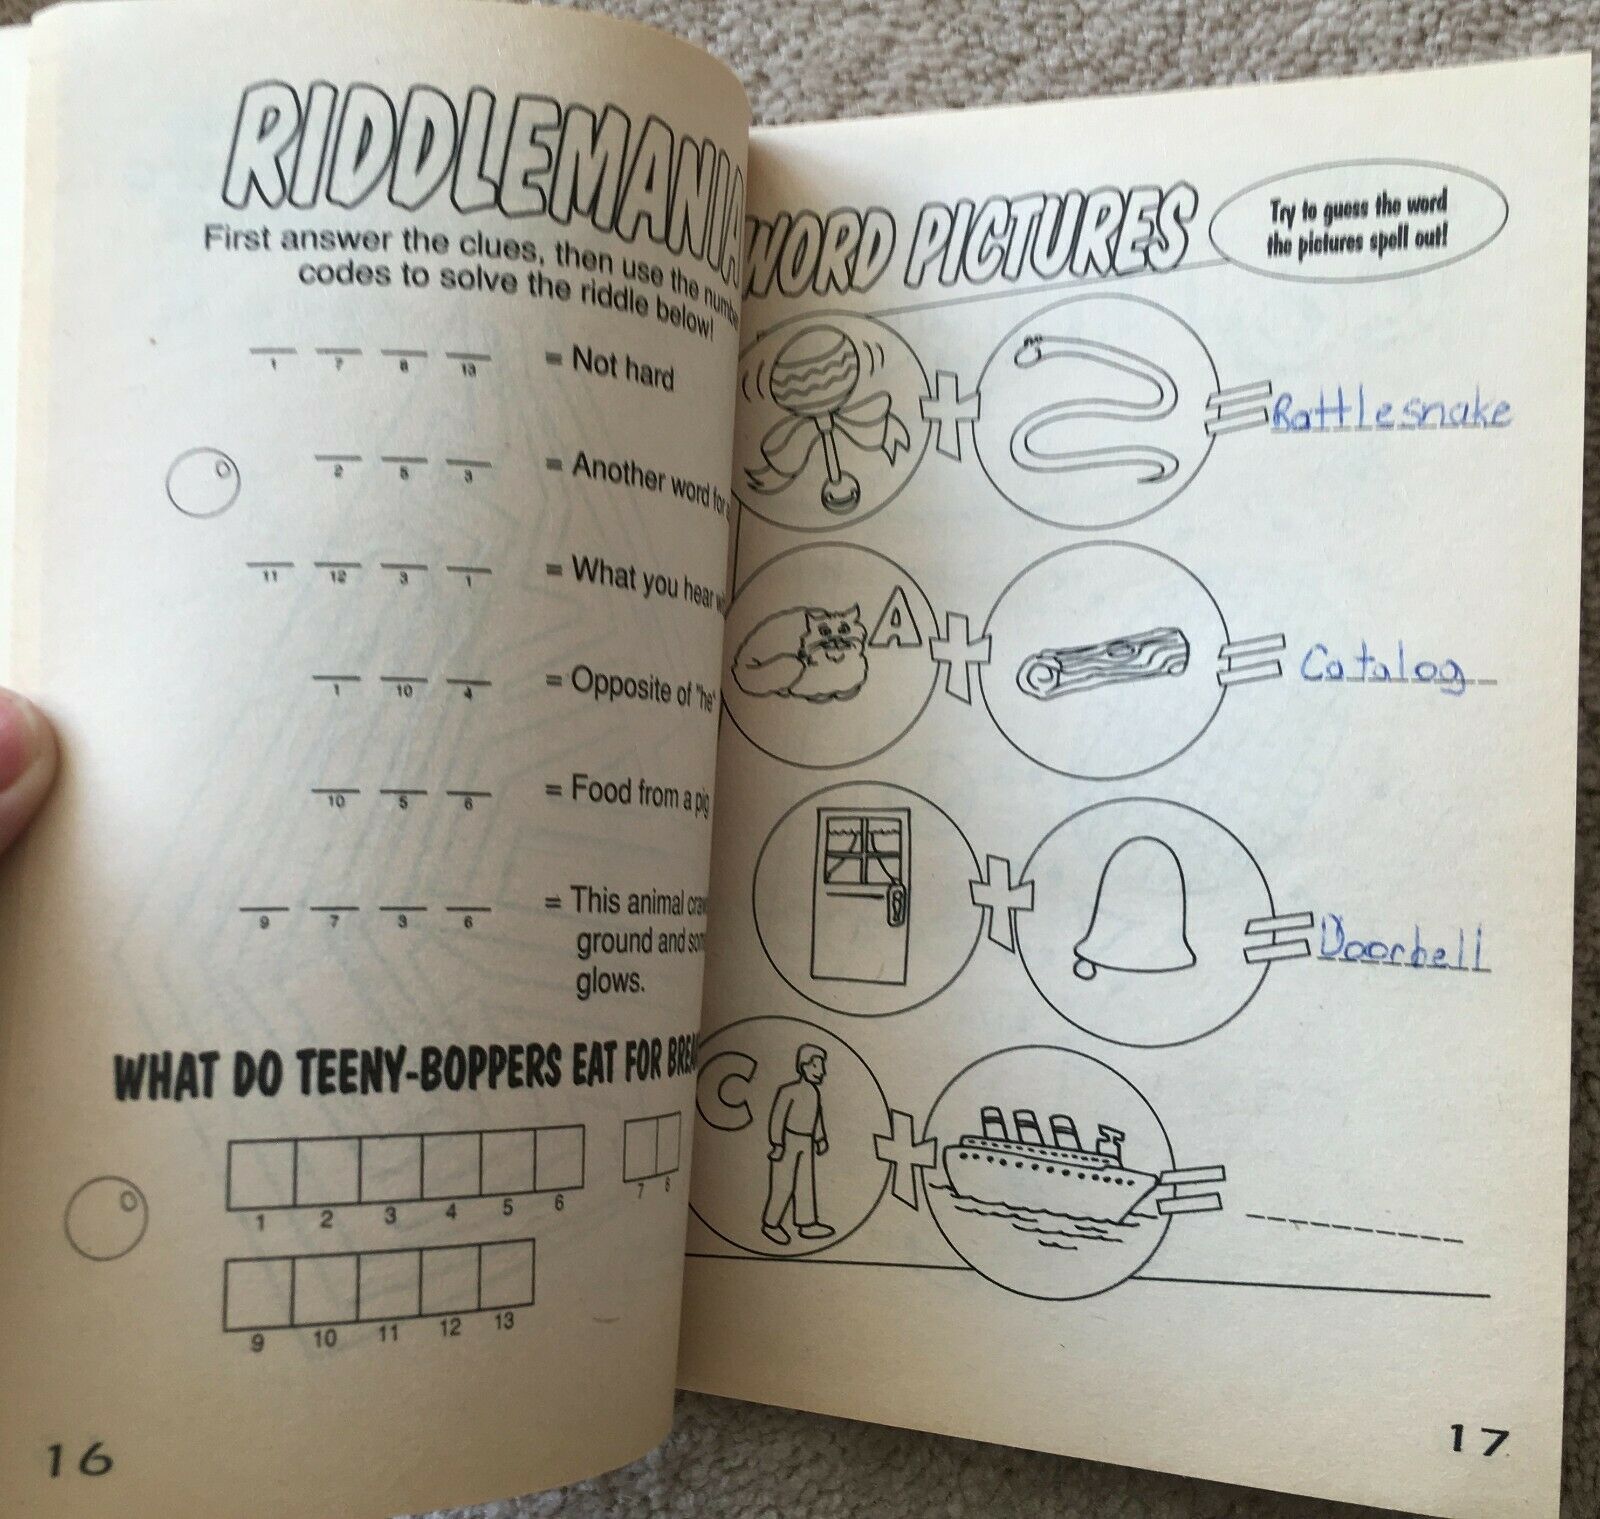 RIDDLEMANIA
First answer the clues, then use the
codes to solve the riddle below!
1 7 8 13 = Not hard
2 5 3 = Another word for
11 12 3 1 = What you hear
1 10 4 = Opposite of "he"
10 5 6 = Food from a pig
9 7 3 6 = This animal
ground and
glows.
WHAT DO TEENY-BOPPERS EAT FOR
1 2 3 4 5 6 7 8
9 10 11 12 13
16
WORD PICTURES
Try to guess the word
the pictures spell out!
+ = Rattlesnake
A + = Catalog
+ = Doorbell
C + =
17